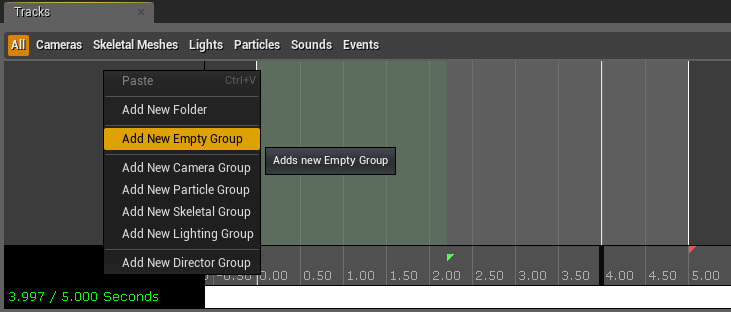 Tracks ×
All Cameras Skeletal Meshes Lights Particles Sounds Events
Paste Ctrl+V
Add New Folder
Add New Empty Group
Adds new Empty Group
Add New Camera Group
Add New Particle Group
Add New Skeletal Group
Add New Lighting Group
Add New Director Group
-0.50 0.00 0.50 1.00 1.50 2.00 2.50 3.00 3.50 4.00 4.50 5.00
3.997 / 5.000 Seconds